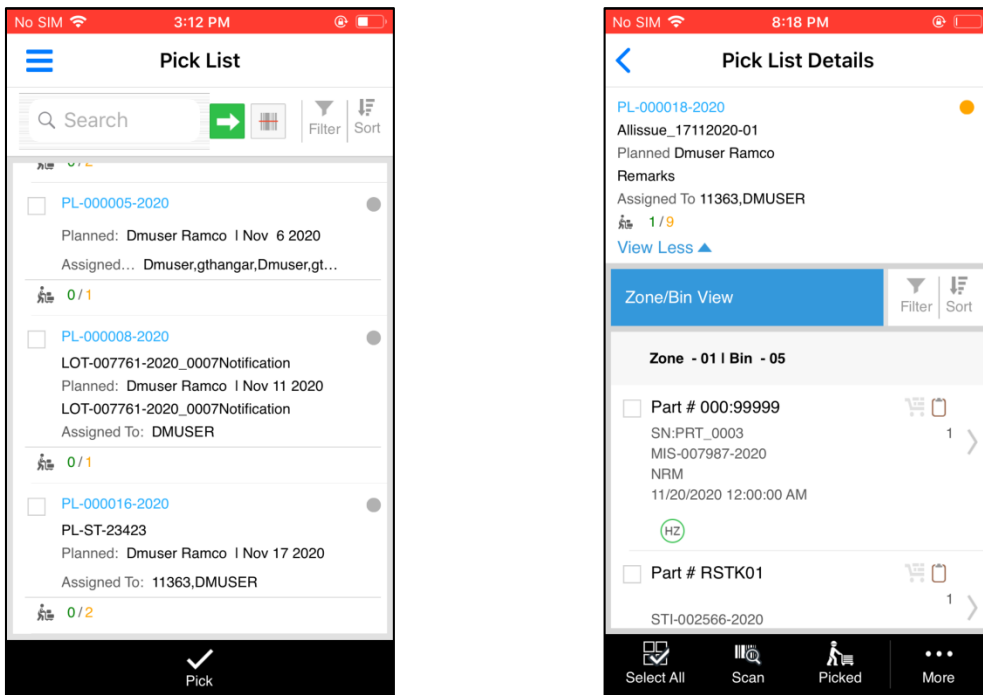 No SIM 3:12 PM
Pick List
Search
Filter Sort
0/2
PL-000005-2020
Planned: Dmuser Ramco I Nov 6 2020
Assigned... Dmuser,gthangar,Dmuser,gt...
0/1
PL-000008-2020
LOT-007761-2020_0007Notification
Planned: Dmuser Ramco I Nov 11 2020
LOT-007761-2020_0007Notification
Assigned To: DMUSER
0/1
PL-000016-2020
PL-ST-23423
Planned: Dmuser Ramco I Nov 17 2020
Assigned To: 11363,DMUSER
0/2
Pick
No SIM 8:18 PM
Pick List Details
PL-000018-2020
Allissue_17112020-01
Planned Dmuser Ramco
Remarks
Assigned To 11363,DMUSER
1/9
View Less
Zone/Bin View
Filter Sort
Zone - 01 I Bin - 05
Part # 000:99999
SN:PRT_0003 1
MIS-007987-2020
NRM
11/20/2020 12:00:00 AM
HZ
Part # RSTK01
1
STI-002566-2020
Select All Scan Picked More